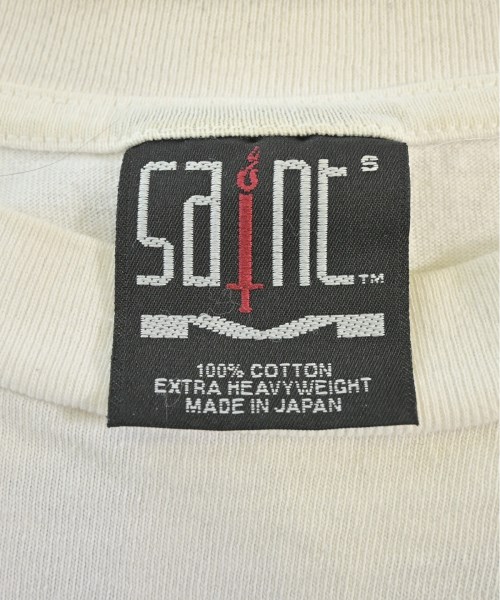 saint S
TM
100% COTTON
EXTRA HEAVYWEIGHT
MADE IN JAPAN